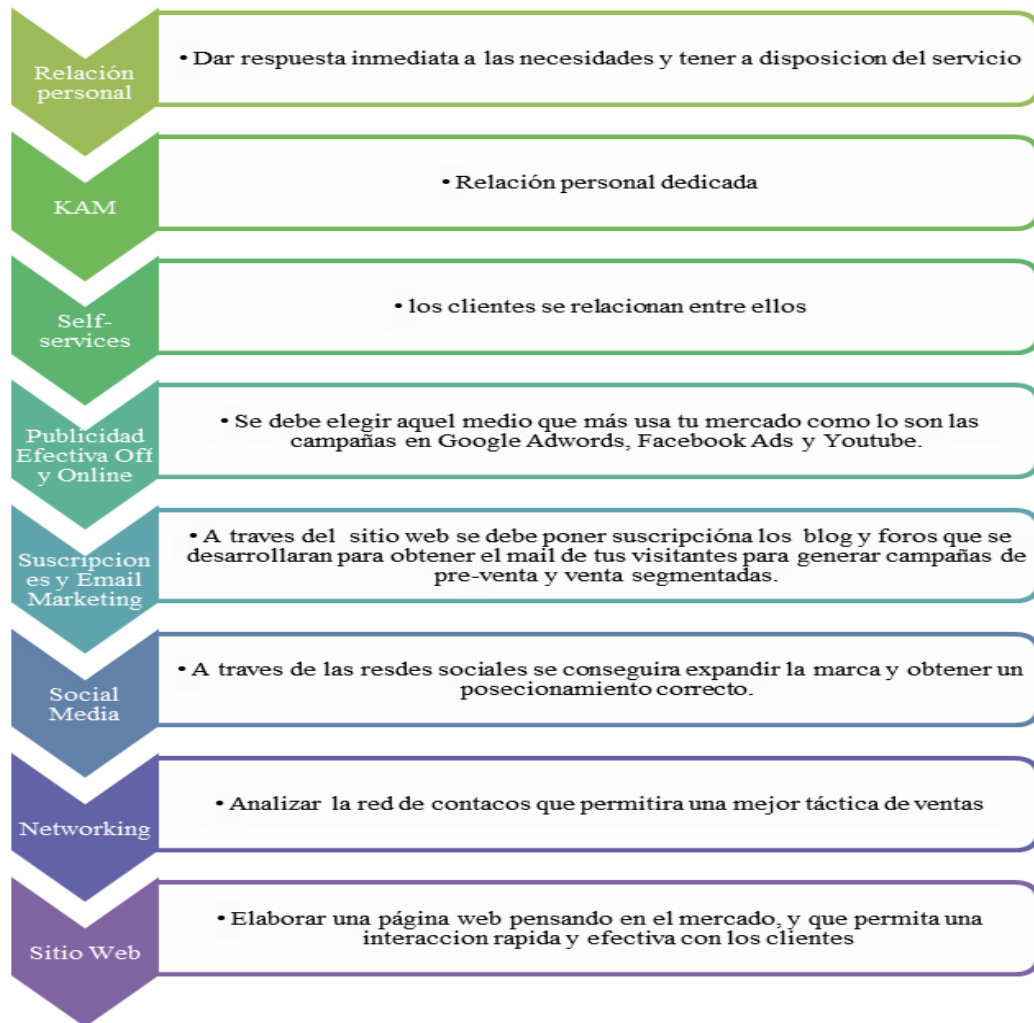 Relación
personal
• Dar respuesta inmediata a las necesidades y tener a disposicion del servicio
KAM
• Relación personal dedicada
Self-
services
• los clientes se relacionan entre ellos
Publicidad
Efectiva Off
y Online
• Se debe elegir aquel medio que más usa tu mercado como lo son las
campañas en Google Adwords, Facebook Ads y Youtube.
Suscripcion
es y Email
Marketing
• A traves del sitio web se debe poner suscripcióna los blog y foros que se
desarrollaran para obtener el mail de tus visitantes para generar campañas de
pre-venta y venta segmentadas.
Social
Media
• A traves de las resdes sociales se conseguira expandir la marca y obtener un
posecionamiento correcto.
Networking
• Analizar la red de contacos que permitira una mejor táctica de ventas
Sitio Web
• Elaborar una página web pensando en el mercado, y que permita una
interaccion rapida y efectiva con los clientes